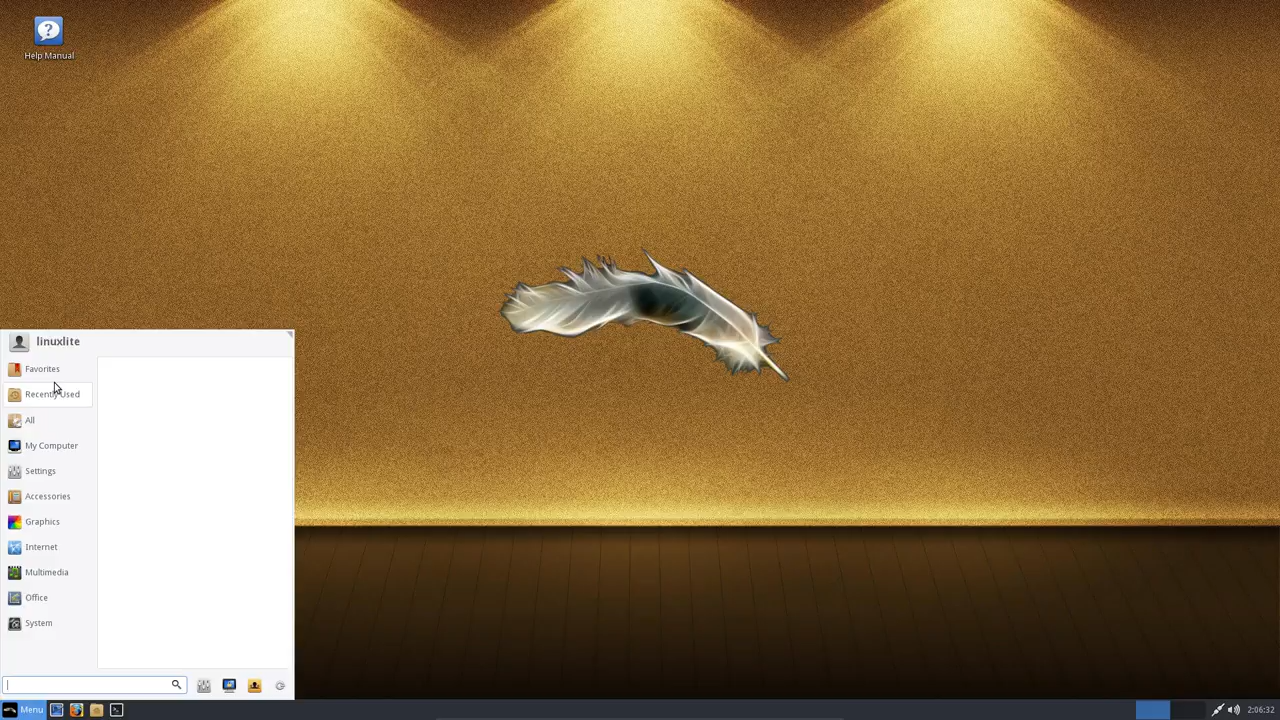 Help Manual
linuxlite
Favorites
Recently Used
All
My Computer
Settings
Accessories
Graphics
Internet
Multimedia
Office
System
Menu
2:06:32